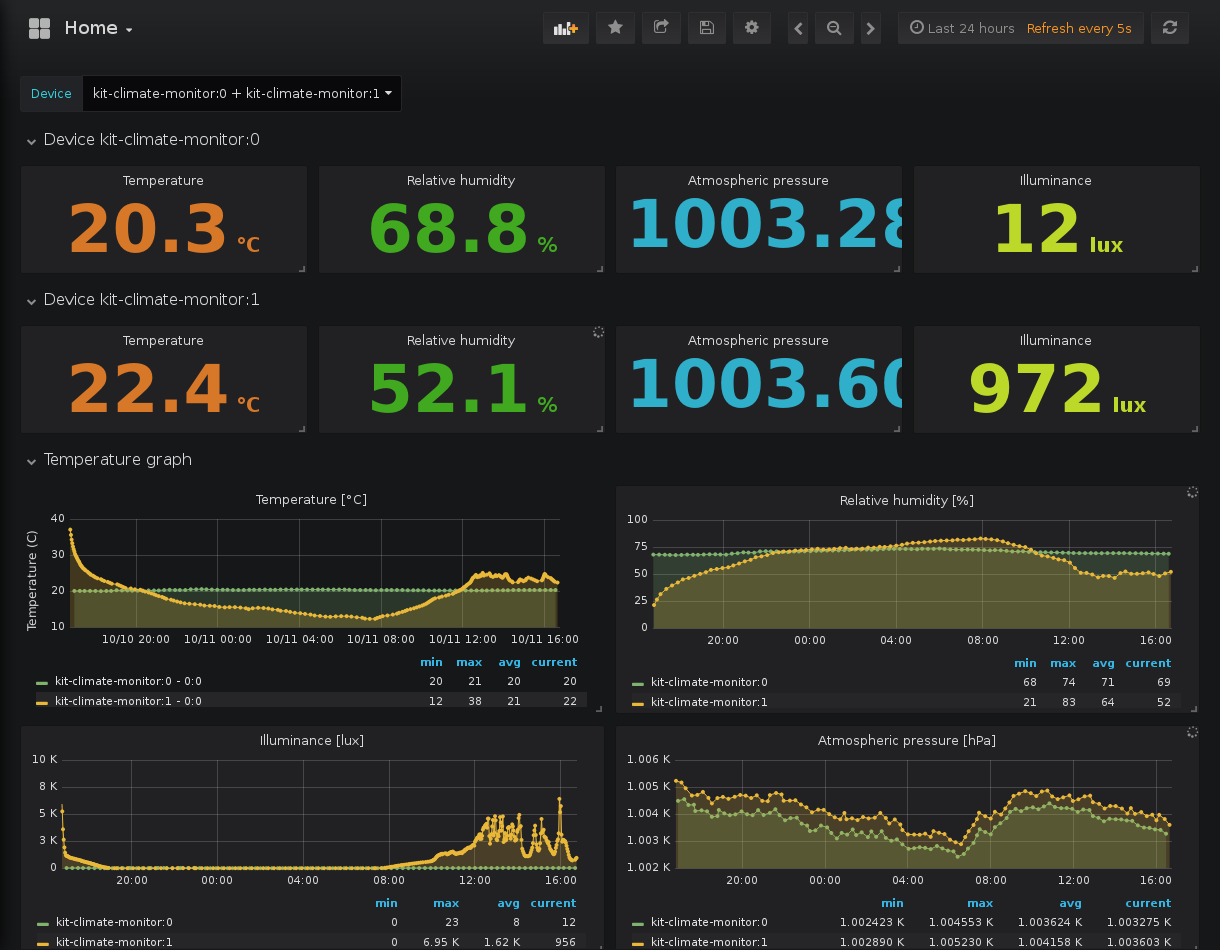 Home
Last 24 hours Refresh every 5s
Device kit-climate-monitor:0 + kit-climate-monitor:1
Device kit-climate-monitor:0
Temperature Relative humidity Atmospheric pressure Illuminance
20.3 °C 68.8 % 1003.28 12 lux
Device kit-climate-monitor:1
Temperature Relative humidity Atmospheric pressure Illuminance
22.4 °C 52.1 % 1003.60 972 lux
Temperature graph
Temperature [°C]
Temperature (C)
40
30
20
10
10/10 20:00 10/11 00:00 10/11 04:00 10/11 08:00 10/11 12:00 10/11 16:00
min max avg current
kit-climate-monitor:0 - 0:0 20 21 20 20
kit-climate-monitor:1 - 0:0 12 38 21 22
Relative humidity [%]
100
75
50
25
0
20:00 00:00 04:00 08:00 12:00 16:00
min max avg current
kit-climate-monitor:0 68 74 71 69
kit-climate-monitor:1 21 83 64 52
Illuminance [lux]
10 K
8 K
5 K
3 K
0
20:00 00:00 04:00 08:00 12:00 16:00
min max avg current
kit-climate-monitor:0 0 23 8 12
kit-climate-monitor:1 0 6.95 K 1.62 K 956
Atmospheric pressure [hPa]
1.006 K
1.005 K
1.004 K
1.003 K
1.002 K
20:00 00:00 04:00 08:00 12:00 16:00
min max avg current
kit-climate-monitor:0 1.002423 K 1.004553 K 1.003624 K 1.003275 K
kit-climate-monitor:1 1.002890 K 1.005230 K 1.004158 K 1.003603 K